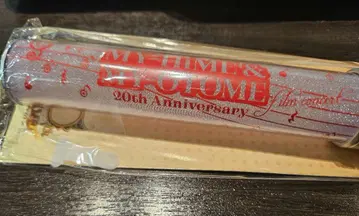 MY-HIME &
MY-OTOME
20th Anniversary
Film concert